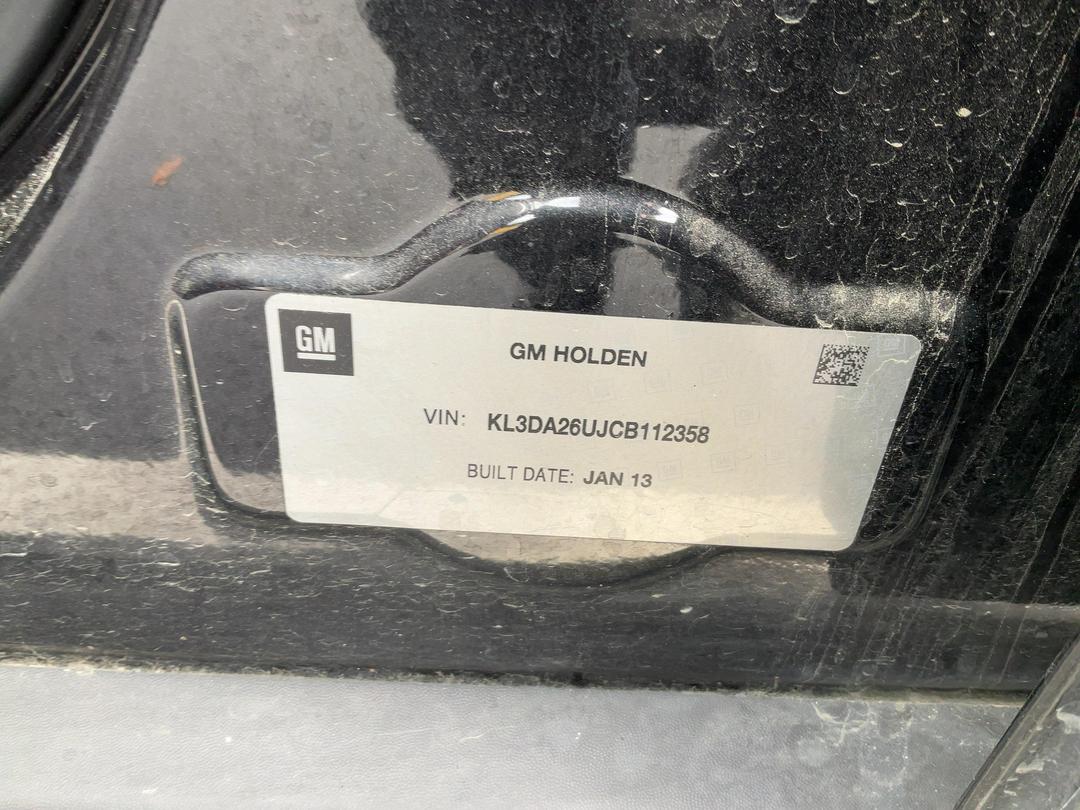 GM
GM HOLDEN
VIN: KL3DA26UJCB112358
BUILT DATE: JAN 13